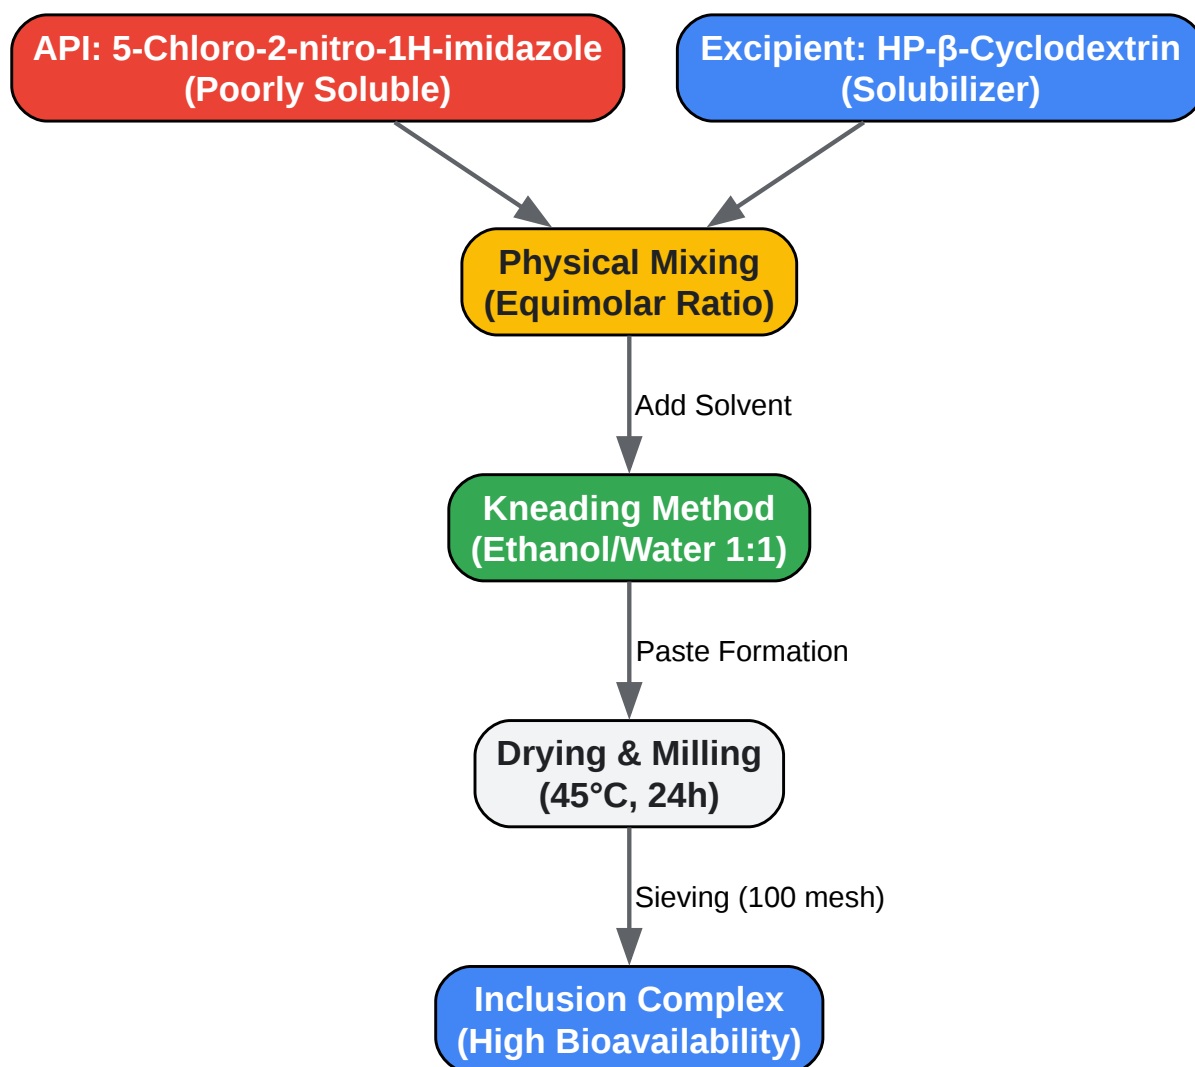 API: 5-Chloro-2-nitro-1H-imidazole
(Poorly Soluble)
Excipient: HP-β-Cyclodextrin
(Solubilizer)
Physical Mixing
(Equimolar Ratio)
Add Solvent
Kneading Method
(Ethanol/Water 1:1)
Paste Formation
Drying & Milling
(45°C, 24h)
Sieving (100 mesh)
Inclusion Complex
(High Bioavailability)